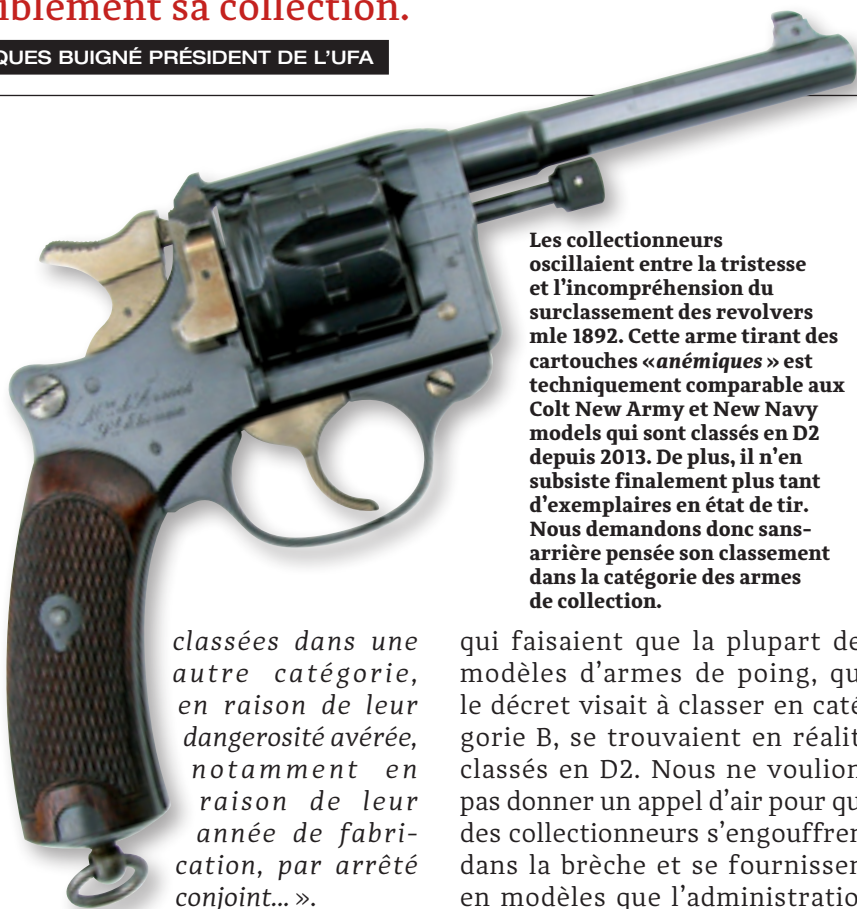 iblement sa collection.
QUES BUIGNÉ PRÉSIDENT DE L'UFA
Les collectionneurs
oscillaient entre la tristesse
et l'incompréhension du
surclassement des revolvers
mle 1892. Cette arme tirant des
cartouches «anémiques » est
techniquement comparable aux
Colt New Army et New Navy
models qui sont classés en D2
depuis 2013. De plus, il n'en
subsiste finalement plus tant
d'exemplaires en état de tir.
Nous demandons donc sans-
arrière pensée son classement
dans la catégorie des armes
de collection.
classées dans une
autre catégorie,
en raison de leur
dangerosité avérée,
notamment en
raison de leur
année de fabri-
cation, par arrêté
conjoint... ».
qui faisaient que la plupart de
modèles d'armes de poing, qu
le décret visait à classer en caté
gorie B, se trouvaient en réalit
classés en D2. Nous ne voulion
pas donner un appel d'air pour qu
des collectionneurs s'engouffren
dans la brèche et se fournissen
en modèles que l'administratio